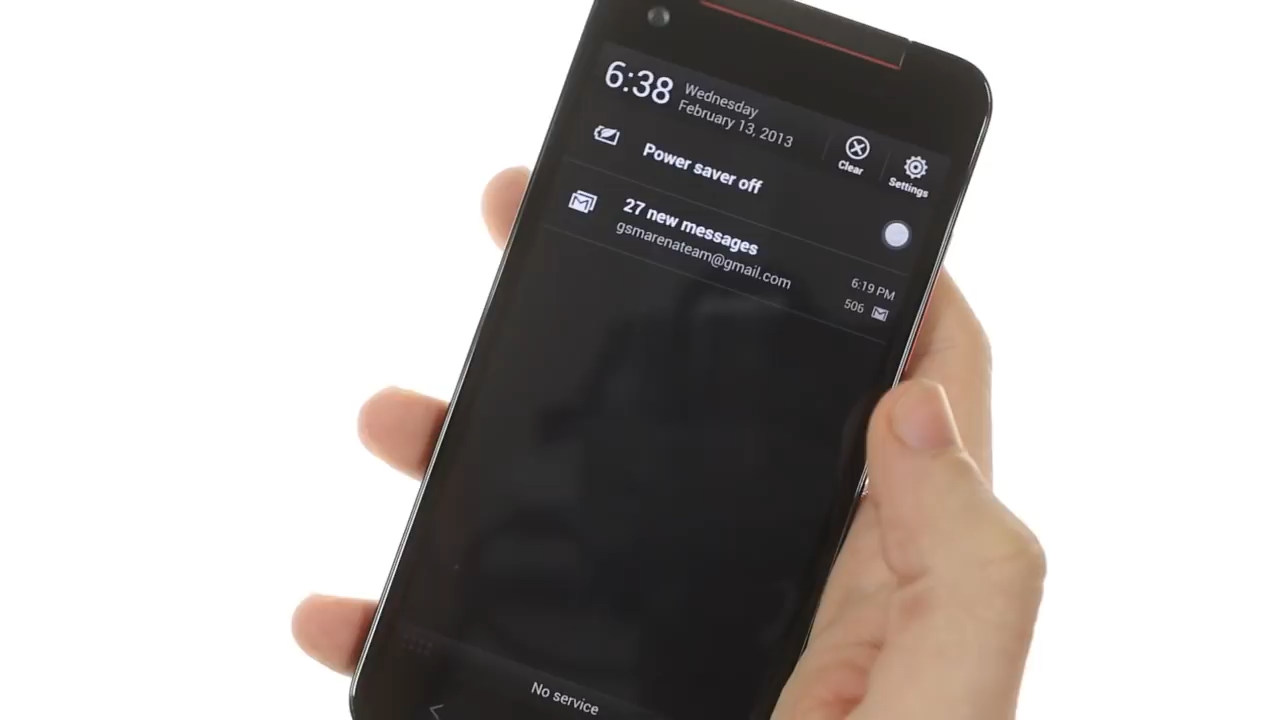 6:38
Wednesday
February 13, 2013
Clear
Settings
Power saver off
27 new messages
gsmarenateam@gmail.com
6:19 PM
506
No service